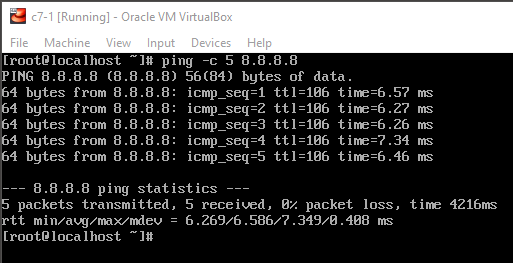 c7-1 [Running] - Oracle VM VirtualBox
File Machine View Input Devices
[root@localhost ~]# ping -c 5 8.8.8.8
PING 8.8.8.8 (8.8.8.8) 56(84) bytes of data.
64 bytes from 8.8.8.8: icmp_seq=1 ttl=106 time=6.57 ms
64 bytes from 8.8.8.8: icmp_seq=2 ttl=106 time=6.27 ms
64 bytes from 8.8.8.8: icmp_seq=3 ttl=106 time=6.26 ms
64 bytes from 8.8.8.8: icmp_seq=4 ttl=106 time=7.34 ms
64 bytes from 8.8.8.8: icmp_seq=5 ttl=106 time=6.46 ms
--- 8.8.8.8 ping statistics ---
5 packets transmitted, 5 received, 0% packet loss, time 4216ms
rtt min/avg/max/mdev = 6.269/6.586/7.349/0.408 ms
[root@localhost ~]#